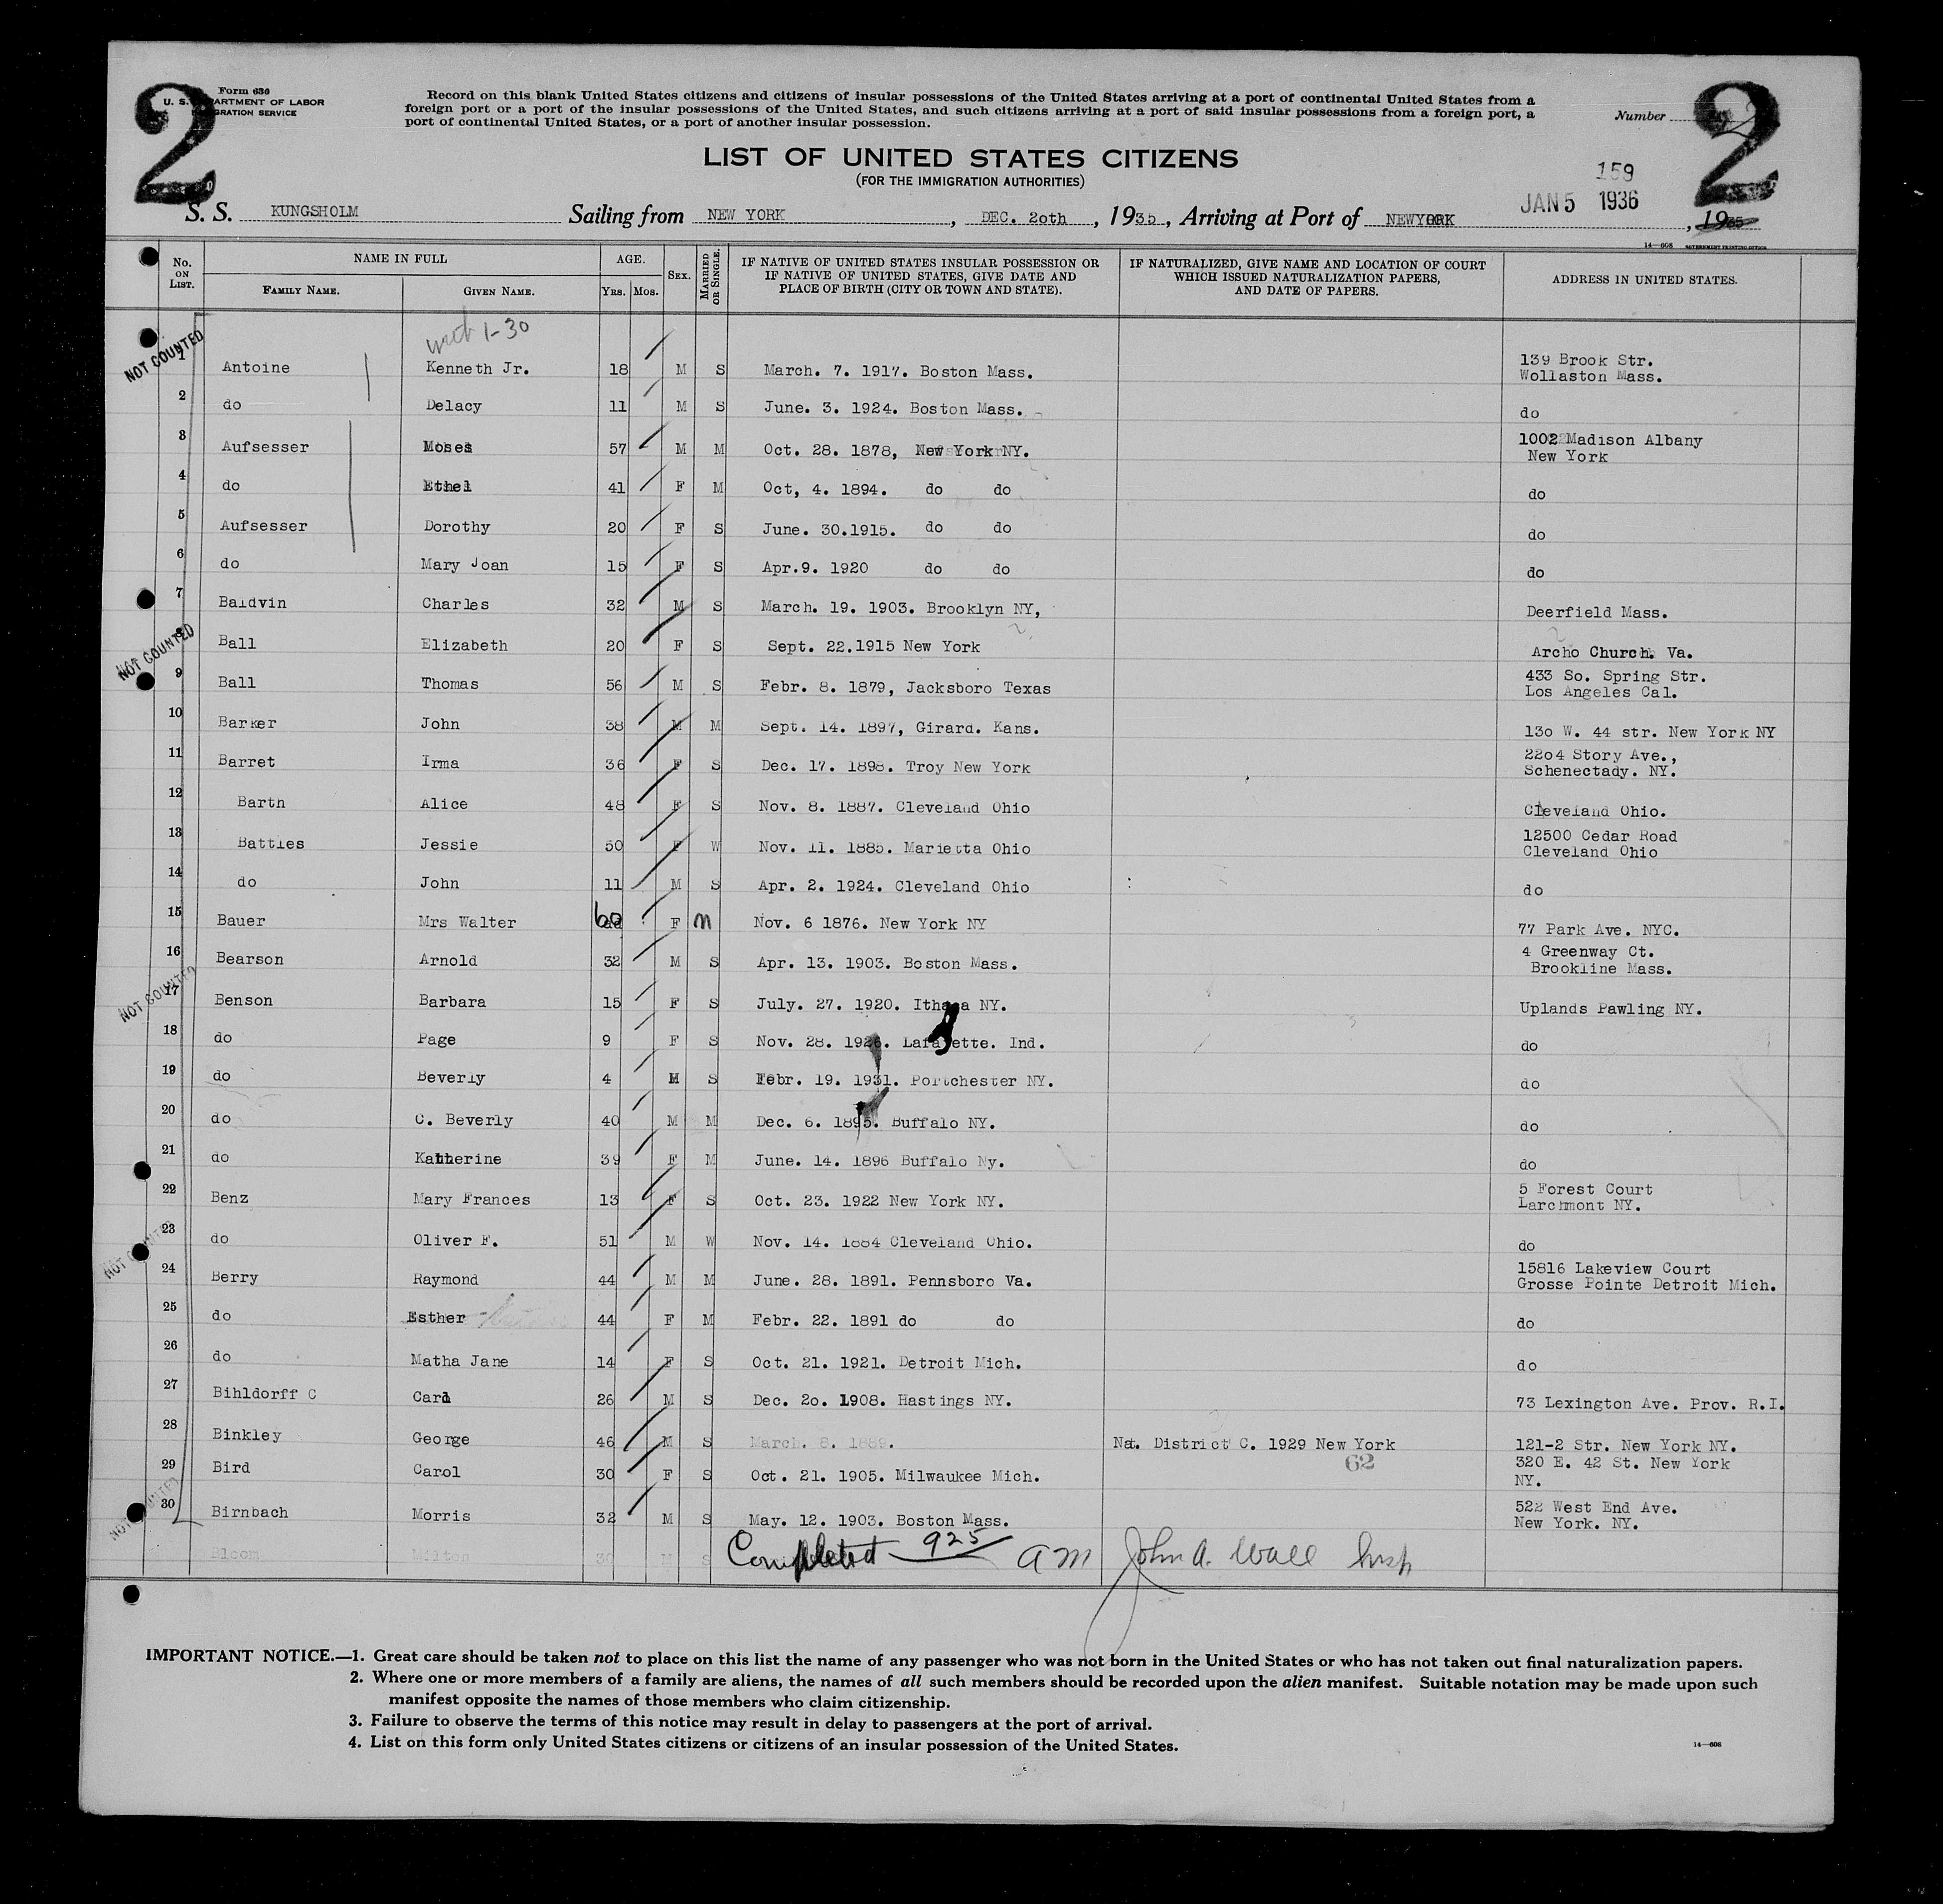 2
Form 630
U. S. DEPARTMENT OF LABOR
IMMIGRATION SERVICE
Record on this blank United States citizens and citizens of insular possessions of the United States arriving at a port of continental United States from a
foreign port or a port of the insular possessions of the United States, and such citizens arriving at a port of said insular possessions from a foreign port, a
port of continental United States, or a port of another insular possession.
Number
2
LIST OF UNITED STATES CITIZENS
(FOR THE IMMIGRATION AUTHORITIES)
159
JAN 5 1936
S. S. KUNGSHOLM Sailing from NEW YORK , DEC. 2oth , 1935 , Arriving at Port of NEWYORK , 1935
14—608 GOVERNMENT PRINTING OFFICE
No. ON LIST. NAME IN FULL FAMILY NAME. GIVEN NAME. AGE. YRS. MOS. SEX. MARRIED OR SINGLE. IF NATIVE OF UNITED STATES INSULAR POSSESSION OR IF NATIVE OF UNITED STATES, GIVE DATE AND PLACE OF BIRTH (CITY OR TOWN AND STATE). IF NATURALIZED, GIVE NAME AND LOCATION OF COURT WHICH ISSUED NATURALIZATION PAPERS, AND DATE OF PAPERS. ADDRESS IN UNITED STATES.
1-30
NOT COUNTED
1 Antoine Kenneth Jr. 18 M S March. 7. 1917. Boston Mass. 139 Brook Str. Wollaston Mass.
2 do Delacy 11 M S June. 3. 1924. Boston Mass. do
3 Aufsesser Moses 57 M M Oct. 28. 1878, New York NY. 1002 Madison Albany New York
4 do Ethel 41 F M Oct, 4. 1894. do do do
5 Aufsesser Dorothy 20 F S June. 30.1915. do do do
6 do Mary Joan 15 F S Apr.9. 1920 do do do
7 Baldvin Charles 32 M S March. 19. 1903. Brooklyn NY, Deerfield Mass.
NOT COUNTED
8 Ball Elizabeth 20 F S Sept. 22.1915 New York Archo Church. Va.
9 Ball Thomas 56 M S Febr. 8. 1879, Jacksboro Texas 433 So. Spring Str. Los Angeles Cal.
10 Barker John 38 M M Sept. 14. 1897, Girard. Kans. 13o W. 44 str. New York NY
11 Barret Irma 36 F S Dec. 17. 1898. Troy New York 22o4 Story Ave., Schenectady. NY.
12 Barth Alice 48 F S Nov. 8. 1887. Cleveland Ohio Cleveland Ohio.
13 Battles Jessie 50 F W Nov. 11. 1885. Marietta Ohio 12500 Cedar Road Cleveland Ohio
14 do John 11 M S Apr. 2. 1924. Cleveland Ohio do
15 Bauer Mrs Walter 60 F M Nov. 6 1876. New York NY 77 Park Ave. NYC.
16 Bearson Arnold 32 M S Apr. 13. 1903. Boston Mass. 4 Greenway Ct. Brookline Mass.
NOT COUNTED
17 Benson Barbara 15 F S July. 27. 1920. Ithaca NY. Uplands Pawling NY.
18 do Page 9 F S Nov. 28. 1926. Lafayette. Ind. do
19 do Beverly 4 M S Febr. 19. 1931. Portchester NY. do
20 do C. Beverly 40 M M Dec. 6. 1895. Buffalo NY. do
21 do Katherine 39 F M June. 14. 1896 Buffalo Ny. do
22 Benz Mary Frances 13 F S Oct. 23. 1922 New York NY. 5 Forest Court Larchmont NY.
NOT COUNTED
23 do Oliver F. 51 M W Nov. 14. 1884 Cleveland Ohio. do
24 Berry Raymond 44 M M June. 28. 1891. Pennsboro Va. 15816 Lakeview Court Grosse Pointe Detroit Mich.
25 do Esther 44 F M Febr. 22. 1891 do do do
26 do Matha Jane 14 F S Oct. 21. 1921. Detroit Mich. do
27 Bihldorff C Carl 26 M S Dec. 2o. 1908. Hastings NY. 73 Lexington Ave. Prov. R.I.
28 Binkley George 46 M S March. 8. 1889. Nat. District C. 1929 New York 121-2 Str. New York NY.
62
29 Bird Carol 30 F S Oct. 21. 1905. Milwaukee Mich. 320 E. 42 St. New York NY.
NOT COUNTED
30 Birnbach Morris 32 M S May. 12. 1903. Boston Mass. 522 West End Ave. New York. NY.
Bloom Milton 30 M S
Completed 925 AM John A. Wall Insp
IMPORTANT NOTICE.—1. Great care should be taken not to place on this list the name of any passenger who was not born in the United States or who has not taken out final naturalization papers.
2. Where one or more members of a family are aliens, the names of all such members should be recorded upon the alien manifest. Suitable notation may be made upon such
manifest opposite the names of those members who claim citizenship.
3. Failure to observe the terms of this notice may result in delay to passengers at the port of arrival.
4. List on this form only United States citizens or citizens of an insular possession of the United States.
14—608